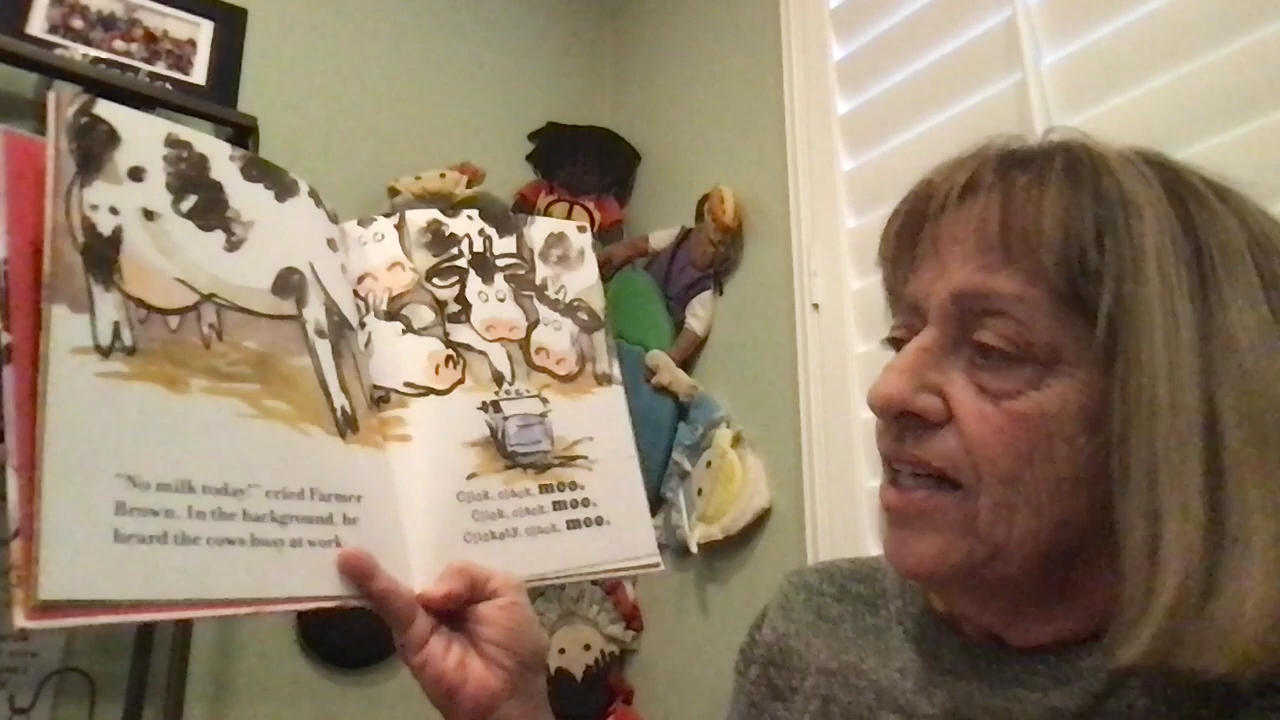 "No milk today!" cried Farmer
Brown. In the background, he
heard the cows busy at work
Click, clack, moo.
Click, clack, moo.
Clickety, clack, moo.